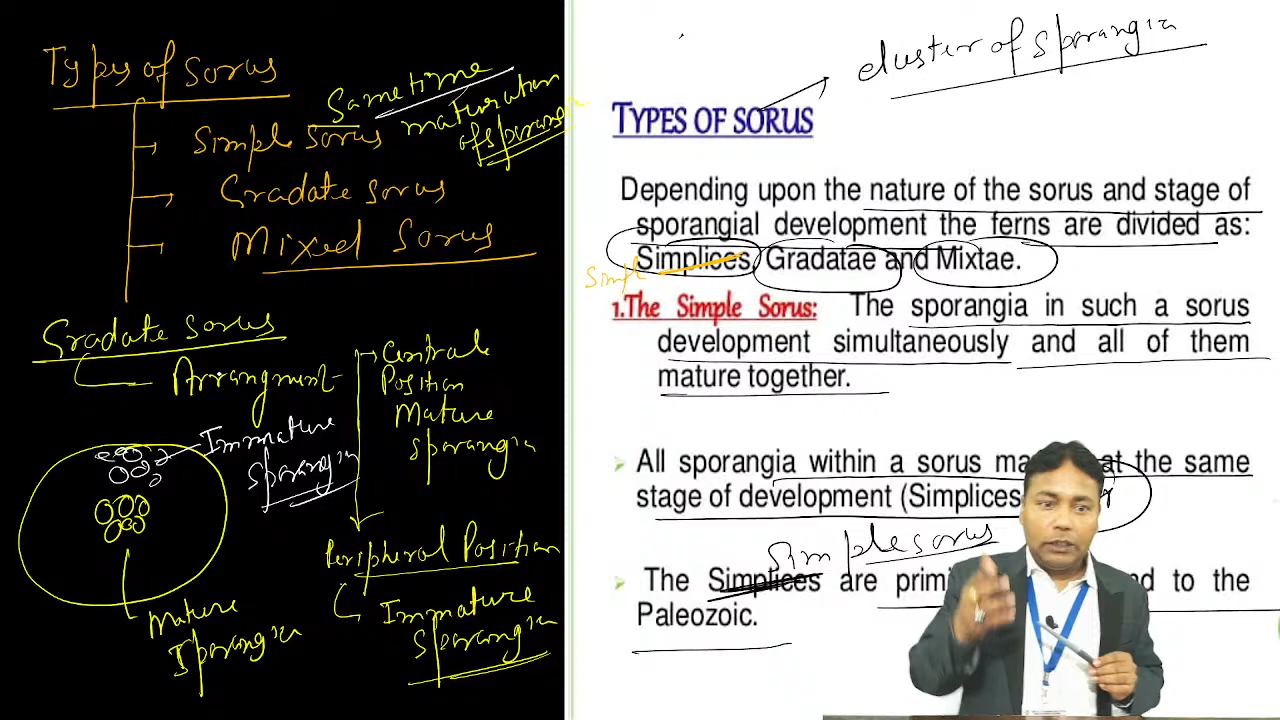 Types of Sorus
Same time
maturation
of sporangia
Simple Sorus
Gradate sorus
Mixed Sorus
Gradate sorus
Arrangment
Immature
Sporangia
Mature
Sporangia
Centrale
Position
Mature
Sporangia
Peripheral Position
Immature
Sporangia
cluster of sporangia
TYPES OF SORUS
Depending upon the nature of the sorus and stage of
sporangial development the ferns are divided as:
Simplices, Gradatae and Mixtae.
Simpl
1.The Simple Sorus: The sporangia in such a sorus
development simultaneously and all of them
mature together.
All sporangia within a sorus at the same
stage of development (Simplices
Simple sorus
The Simplices are to the
Paleozoic.